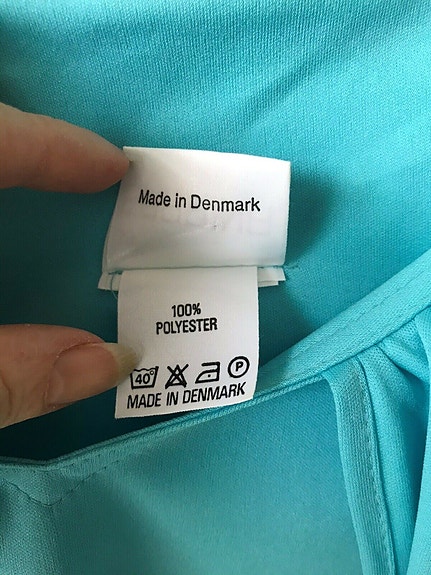 Made in Denmark
100%
POLYESTER
40° P
MADE IN DENMARK